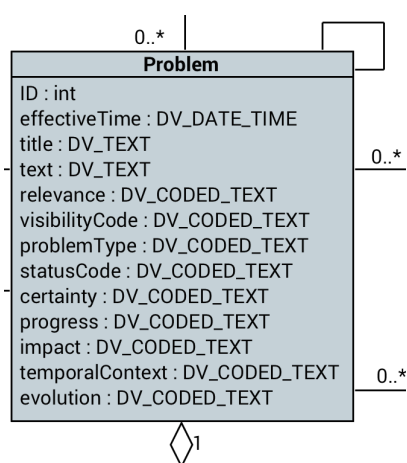 0..*
Problem
ID : int
effectiveTime : DV_DATE_TIME
title : DV_TEXT
text : DV_TEXT
0..*
relevance : DV_CODED_TEXT
visibilityCode : DV_CODED_TEXT
problemType : DV_CODED_TEXT
statusCode : DV_CODED_TEXT
certainty : DV_CODED_TEXT
progress : DV_CODED_TEXT
impact : DV_CODED_TEXT
temporalContext : DV_CODED_TEXT
0..*
evolution : DV_CODED_TEXT
1